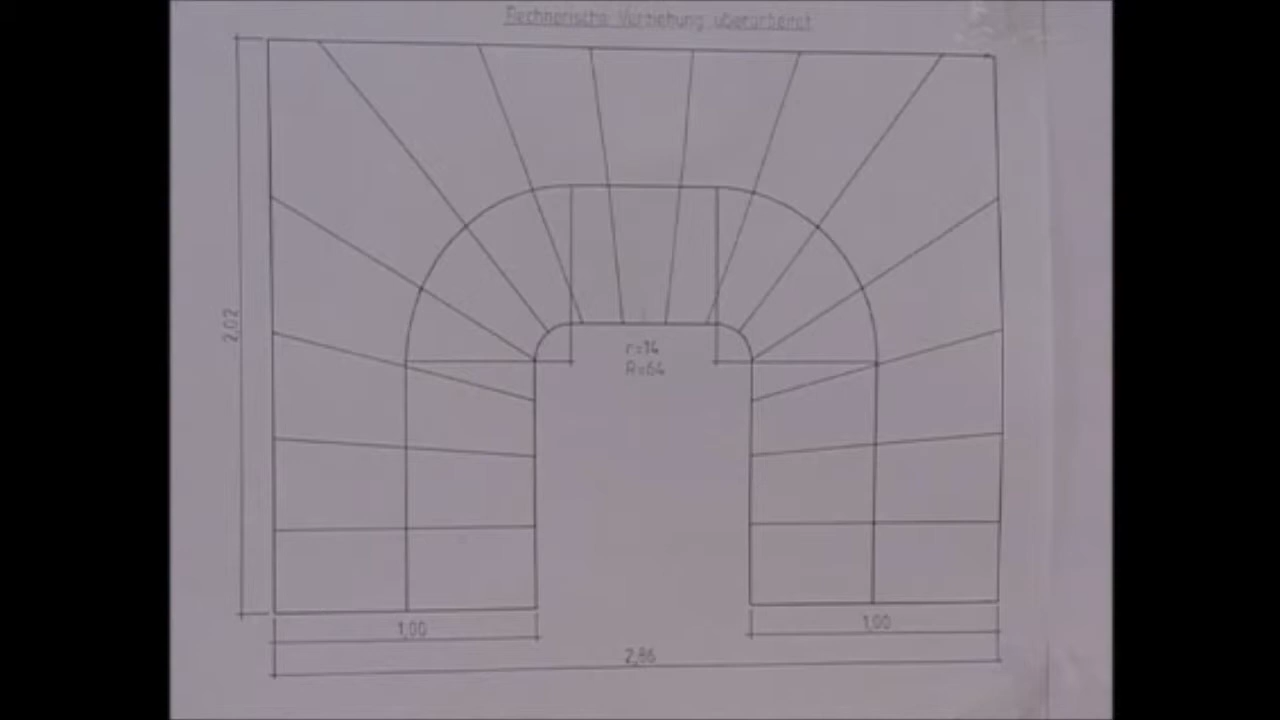 Rechnerische Verziehung überarbeitet
2,02
r=14
R=64
1,00
1,00
2,86